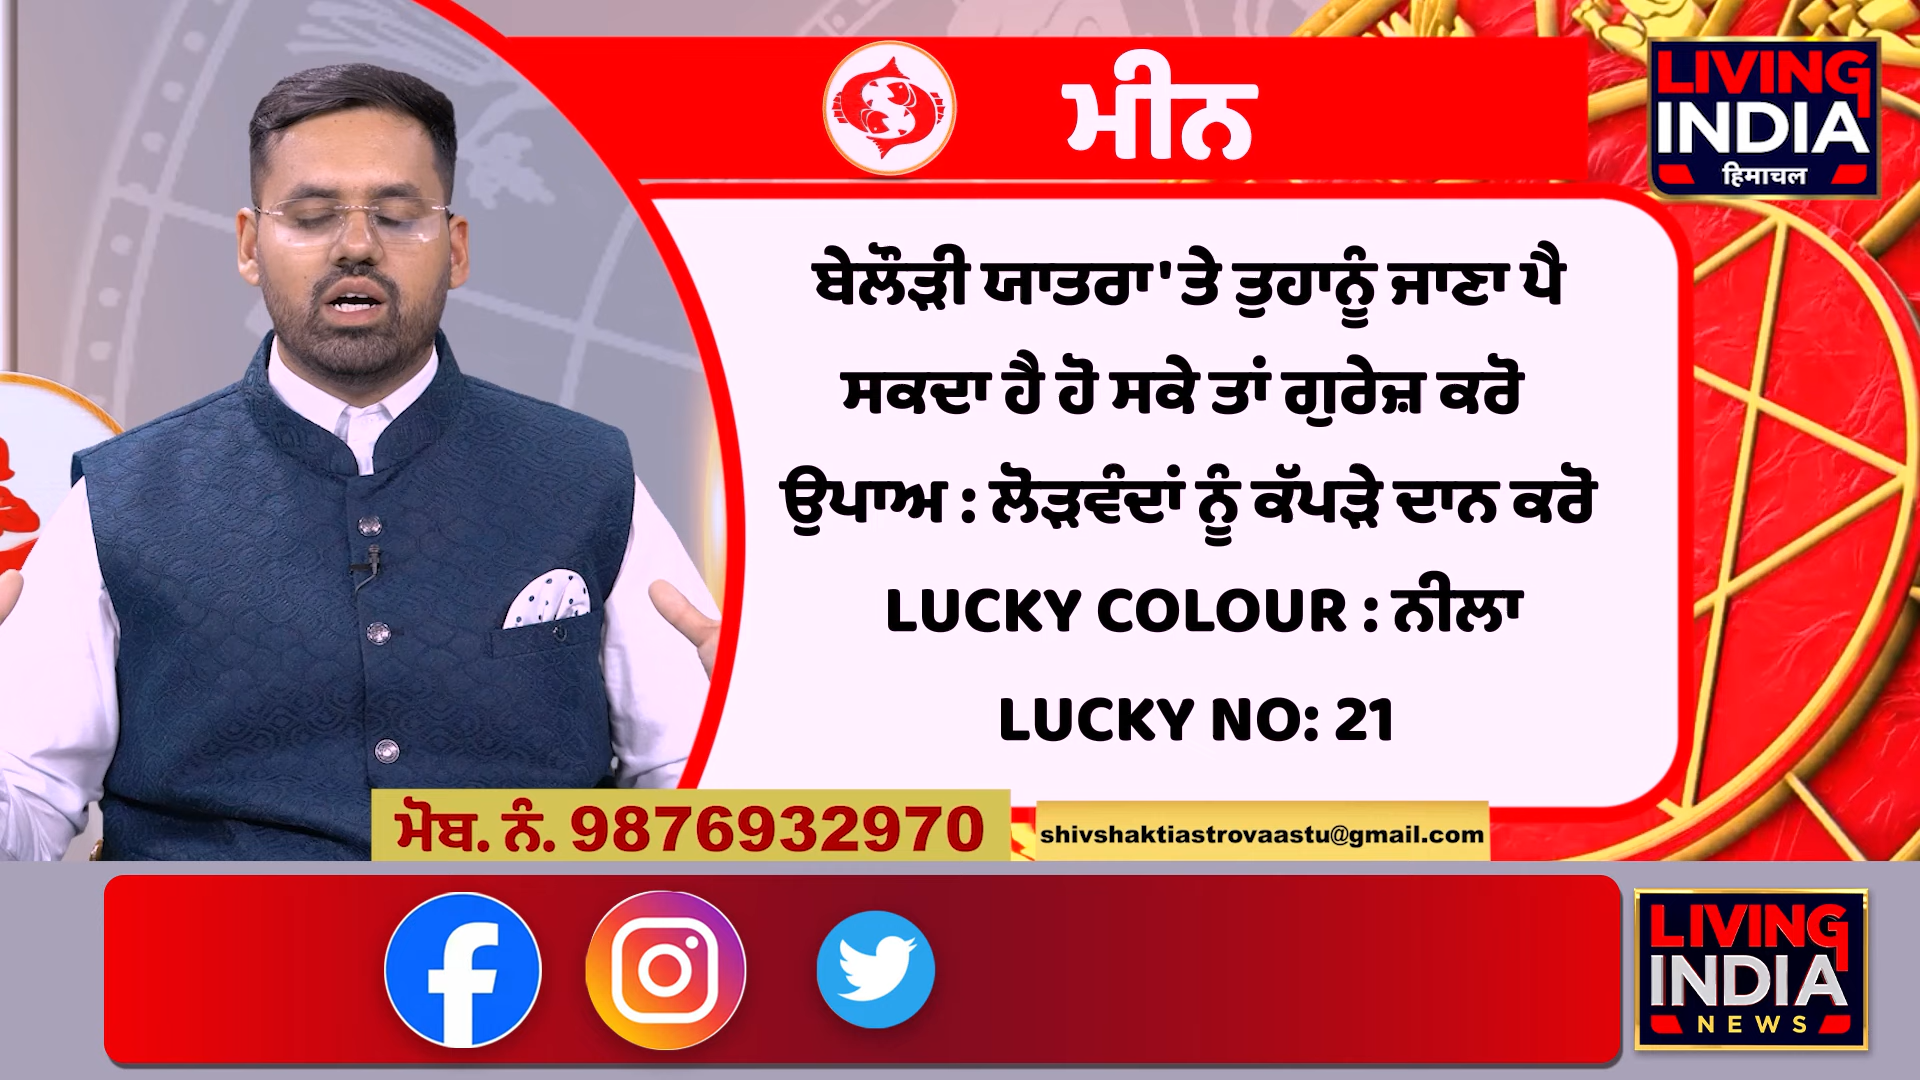 ਮੀਨ
LIVING
INDIA
हिमाचल
ਬੇਲੌੜੀ ਯਾਤਰਾ'ਤੇ ਤੁਹਾਨੂੰ ਜਾਣਾ ਪੈ
ਸਕਦਾ ਹੈ ਹੋ ਸਕੇ ਤਾਂ ਗੁਰੇਜ਼ ਕਰੋ
ਉਪਾਅ : ਲੋੜਵੰਦਾਂ ਨੂੰ ਕੱਪੜੇ ਦਾਨ ਕਰੋ
LUCKY COLOUR : ਨੀਲਾ
LUCKY NO: 21
ਮੋਬ. ਨੰ. 9876932970
shivshaktiastrovaastu@gmail.com
LIVING
INDIA
NEWS